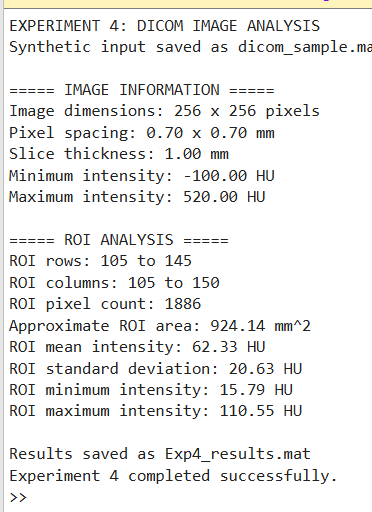 EXPERIMENT 4: DICOM IMAGE ANALYSIS
Synthetic input saved as
===== IMAGE INFORMATION =====
Image dimensions: 256 x 256 pixels
Pixel spacing: 0.70 x 0.70 mm
Slice thickness: 1.00 mm
Minimum intensity: -100.00 HU
Maximum intensity: 520.00 HU
===== ROI ANALYSIS =====
ROI rows: 105 to 145
ROI columns: 105 to 150
ROI pixel count: 1886
Approximate ROI area: 924.14 mm^2
ROI mean intensity: 62.33 HU
ROI standard deviation: 20.63 HU
ROI minimum intensity: 15.79 HU
ROI maximum intensity: 110.55 HU
Results saved as Exp4_results.mat
Experiment 4 completed successfully.
>>